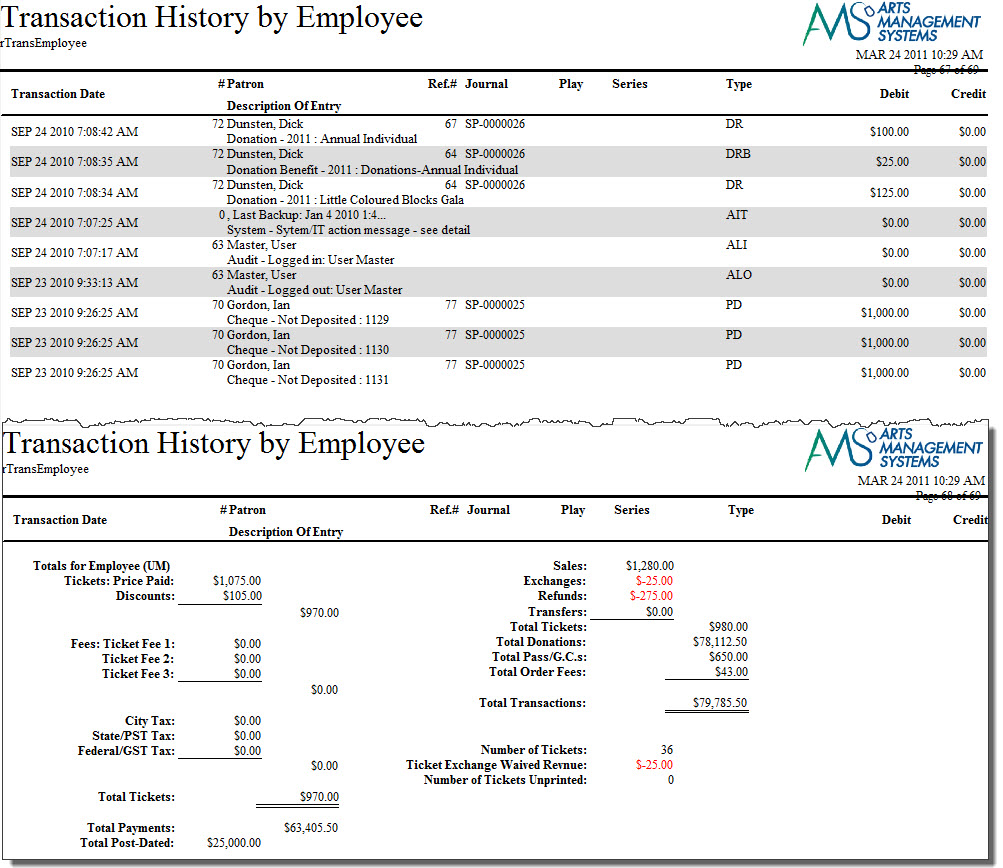 Transaction History by Employee
rTransEmployee
AMS ARTS
MANAGEMENT
SYSTEMS
MAR 24 2011 10:29 AM
Page 67 of 69
Transaction Date # Patron Ref.# Journal Play Series Type Debit Credit
Description Of Entry
SEP 24 2010 7:08:42 AM 72 Dunsten, Dick 67 SP-0000026 DR $100.00 $0.00
Donation - 2011 : Annual Individual
SEP 24 2010 7:08:35 AM 72 Dunsten, Dick 64 SP-0000026 DRB $25.00 $0.00
Donation Benefit - 2011 : Donations-Annual Individual
SEP 24 2010 7:08:34 AM 72 Dunsten, Dick 64 SP-0000026 DR $125.00 $0.00
Donation - 2011 : Little Coloured Blocks Gala
SEP 24 2010 7:07:25 AM 0 , Last Backup: Jan 4 2010 1:4... AIT $0.00 $0.00
System - Sytem/IT action message - see detail
SEP 24 2010 7:07:17 AM 63 Master, User ALI $0.00 $0.00
Audit - Logged in: User Master
SEP 23 2010 9:33:13 AM 63 Master, User ALO $0.00 $0.00
Audit - Logged out: User Master
SEP 23 2010 9:26:25 AM 70 Gordon, Ian 77 SP-0000025 PD $1,000.00 $0.00
Cheque - Not Deposited : 1129
SEP 23 2010 9:26:25 AM 70 Gordon, Ian 77 SP-0000025 PD $1,000.00 $0.00
Cheque - Not Deposited : 1130
SEP 23 2010 9:26:25 AM 70 Gordon, Ian 77 SP-0000025 PD $1,000.00 $0.00
Cheque - Not Deposited : 1131
Transaction History by Employee
rTransEmployee
AMS ARTS
MANAGEMENT
SYSTEMS
MAR 24 2011 10:29 AM
Page 68 of 69
Transaction Date # Patron Ref.# Journal Play Series Type Debit Credit
Description Of Entry
Totals for Employee (UM)
Tickets: Price Paid: $1,075.00
Discounts: $105.00
$970.00
Fees: Ticket Fee 1: $0.00
Ticket Fee 2: $0.00
Ticket Fee 3: $0.00
$0.00
City Tax: $0.00
State/PST Tax: $0.00
Federal/GST Tax: $0.00
$0.00
Total Tickets: $970.00
Total Payments: $63,405.50
Total Post-Dated: $25,000.00
Sales: $1,280.00
Exchanges: $-25.00
Refunds: $-275.00
Transfers: $0.00
Total Tickets: $980.00
Total Donations: $78,112.50
Total Pass/G.C.s: $650.00
Total Order Fees: $43.00
Total Transactions: $79,785.50
Number of Tickets: 36
Ticket Exchange Waived Revnue: $-25.00
Number of Tickets Unprinted: 0